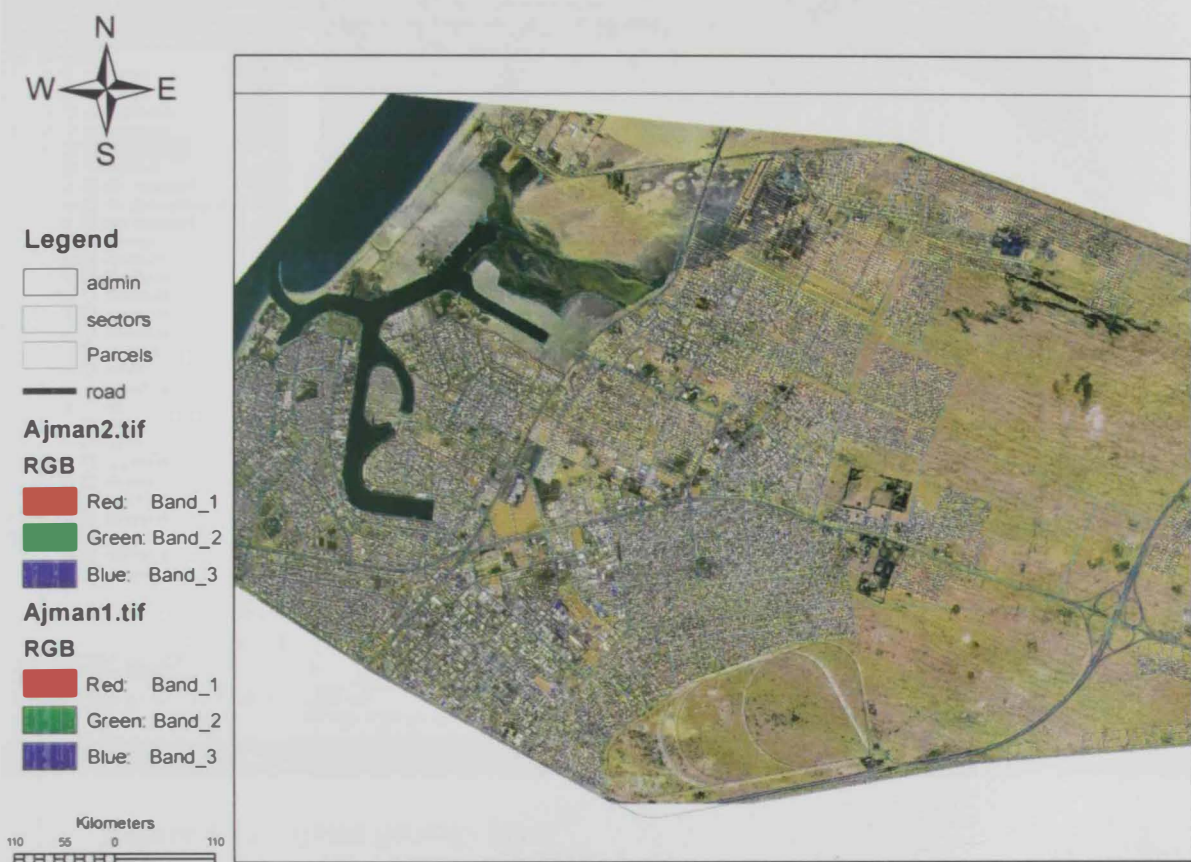 N
W E
S
Legend
admin
sectors
Parcels
road
Ajman2.tif
RGB
Red: Band_1
Green: Band_2
Blue: Band_3
Ajman1.tif
RGB
Red: Band_1
Green: Band_2
Blue: Band_3
Kilometers
110 55 0 110